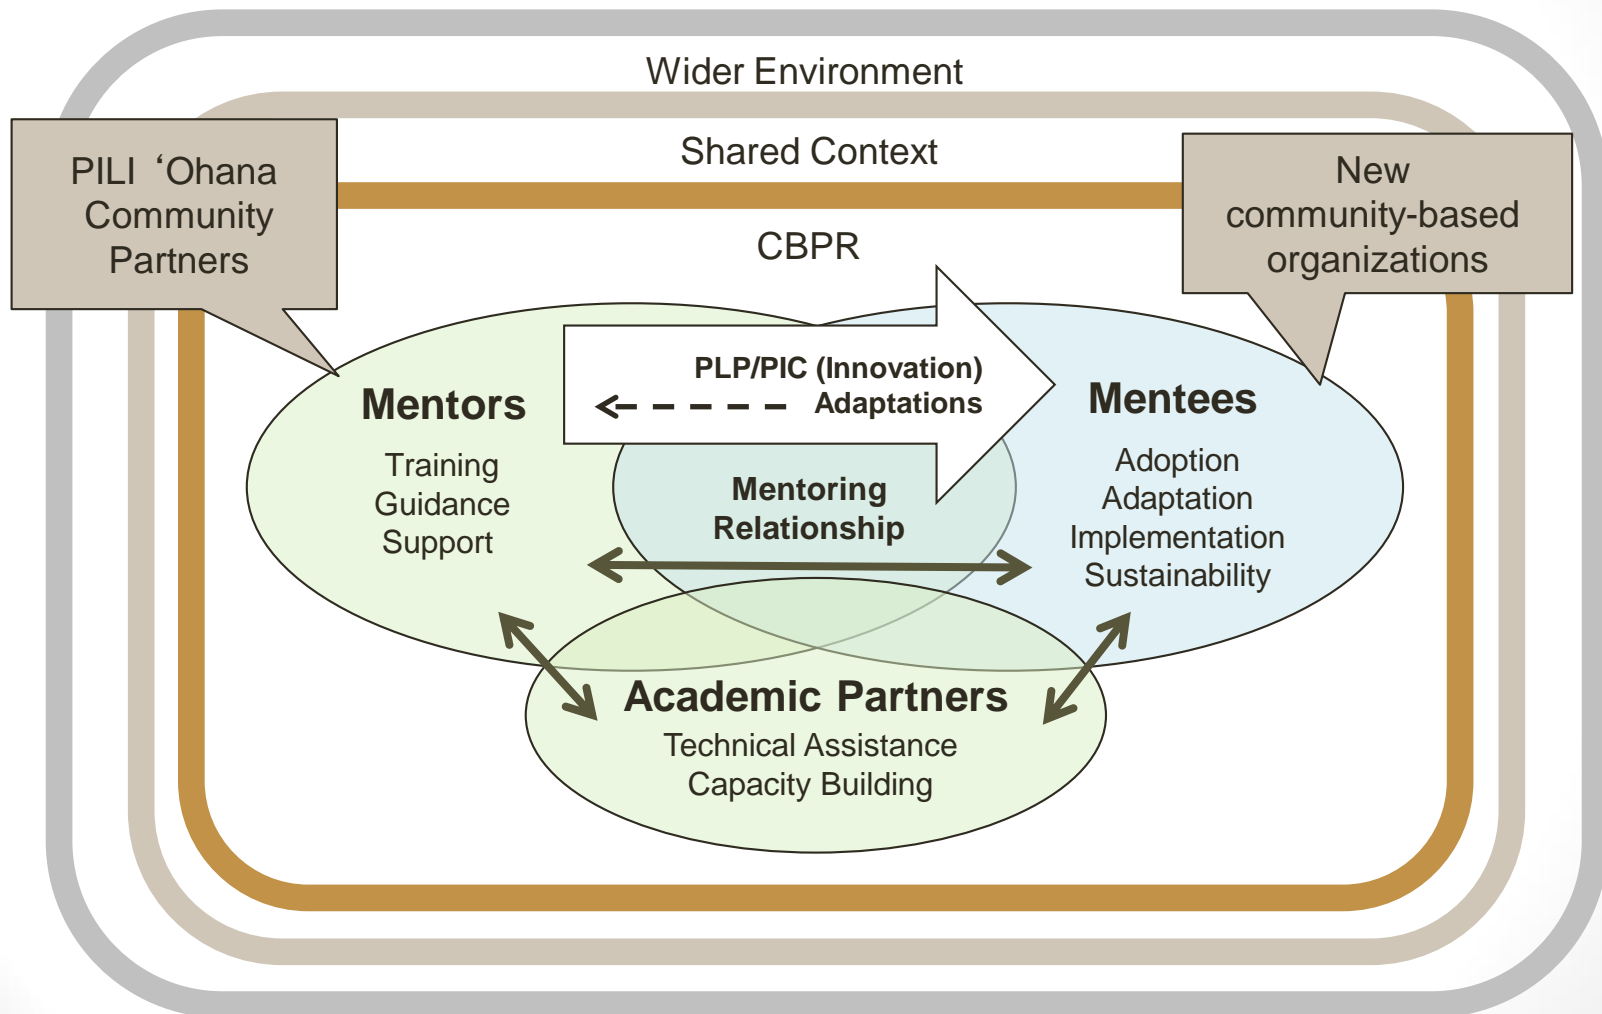 Wider Environment
Shared Context
CBPR
PILI ‘Ohana
Community
Partners
New
community-based
organizations
PLP/PIC (Innovation)
Adaptations
Mentors
Training
Guidance
Support
Mentoring
Relationship
Mentees
Adoption
Adaptation
Implementation
Sustainability
Academic Partners
Technical Assistance
Capacity Building